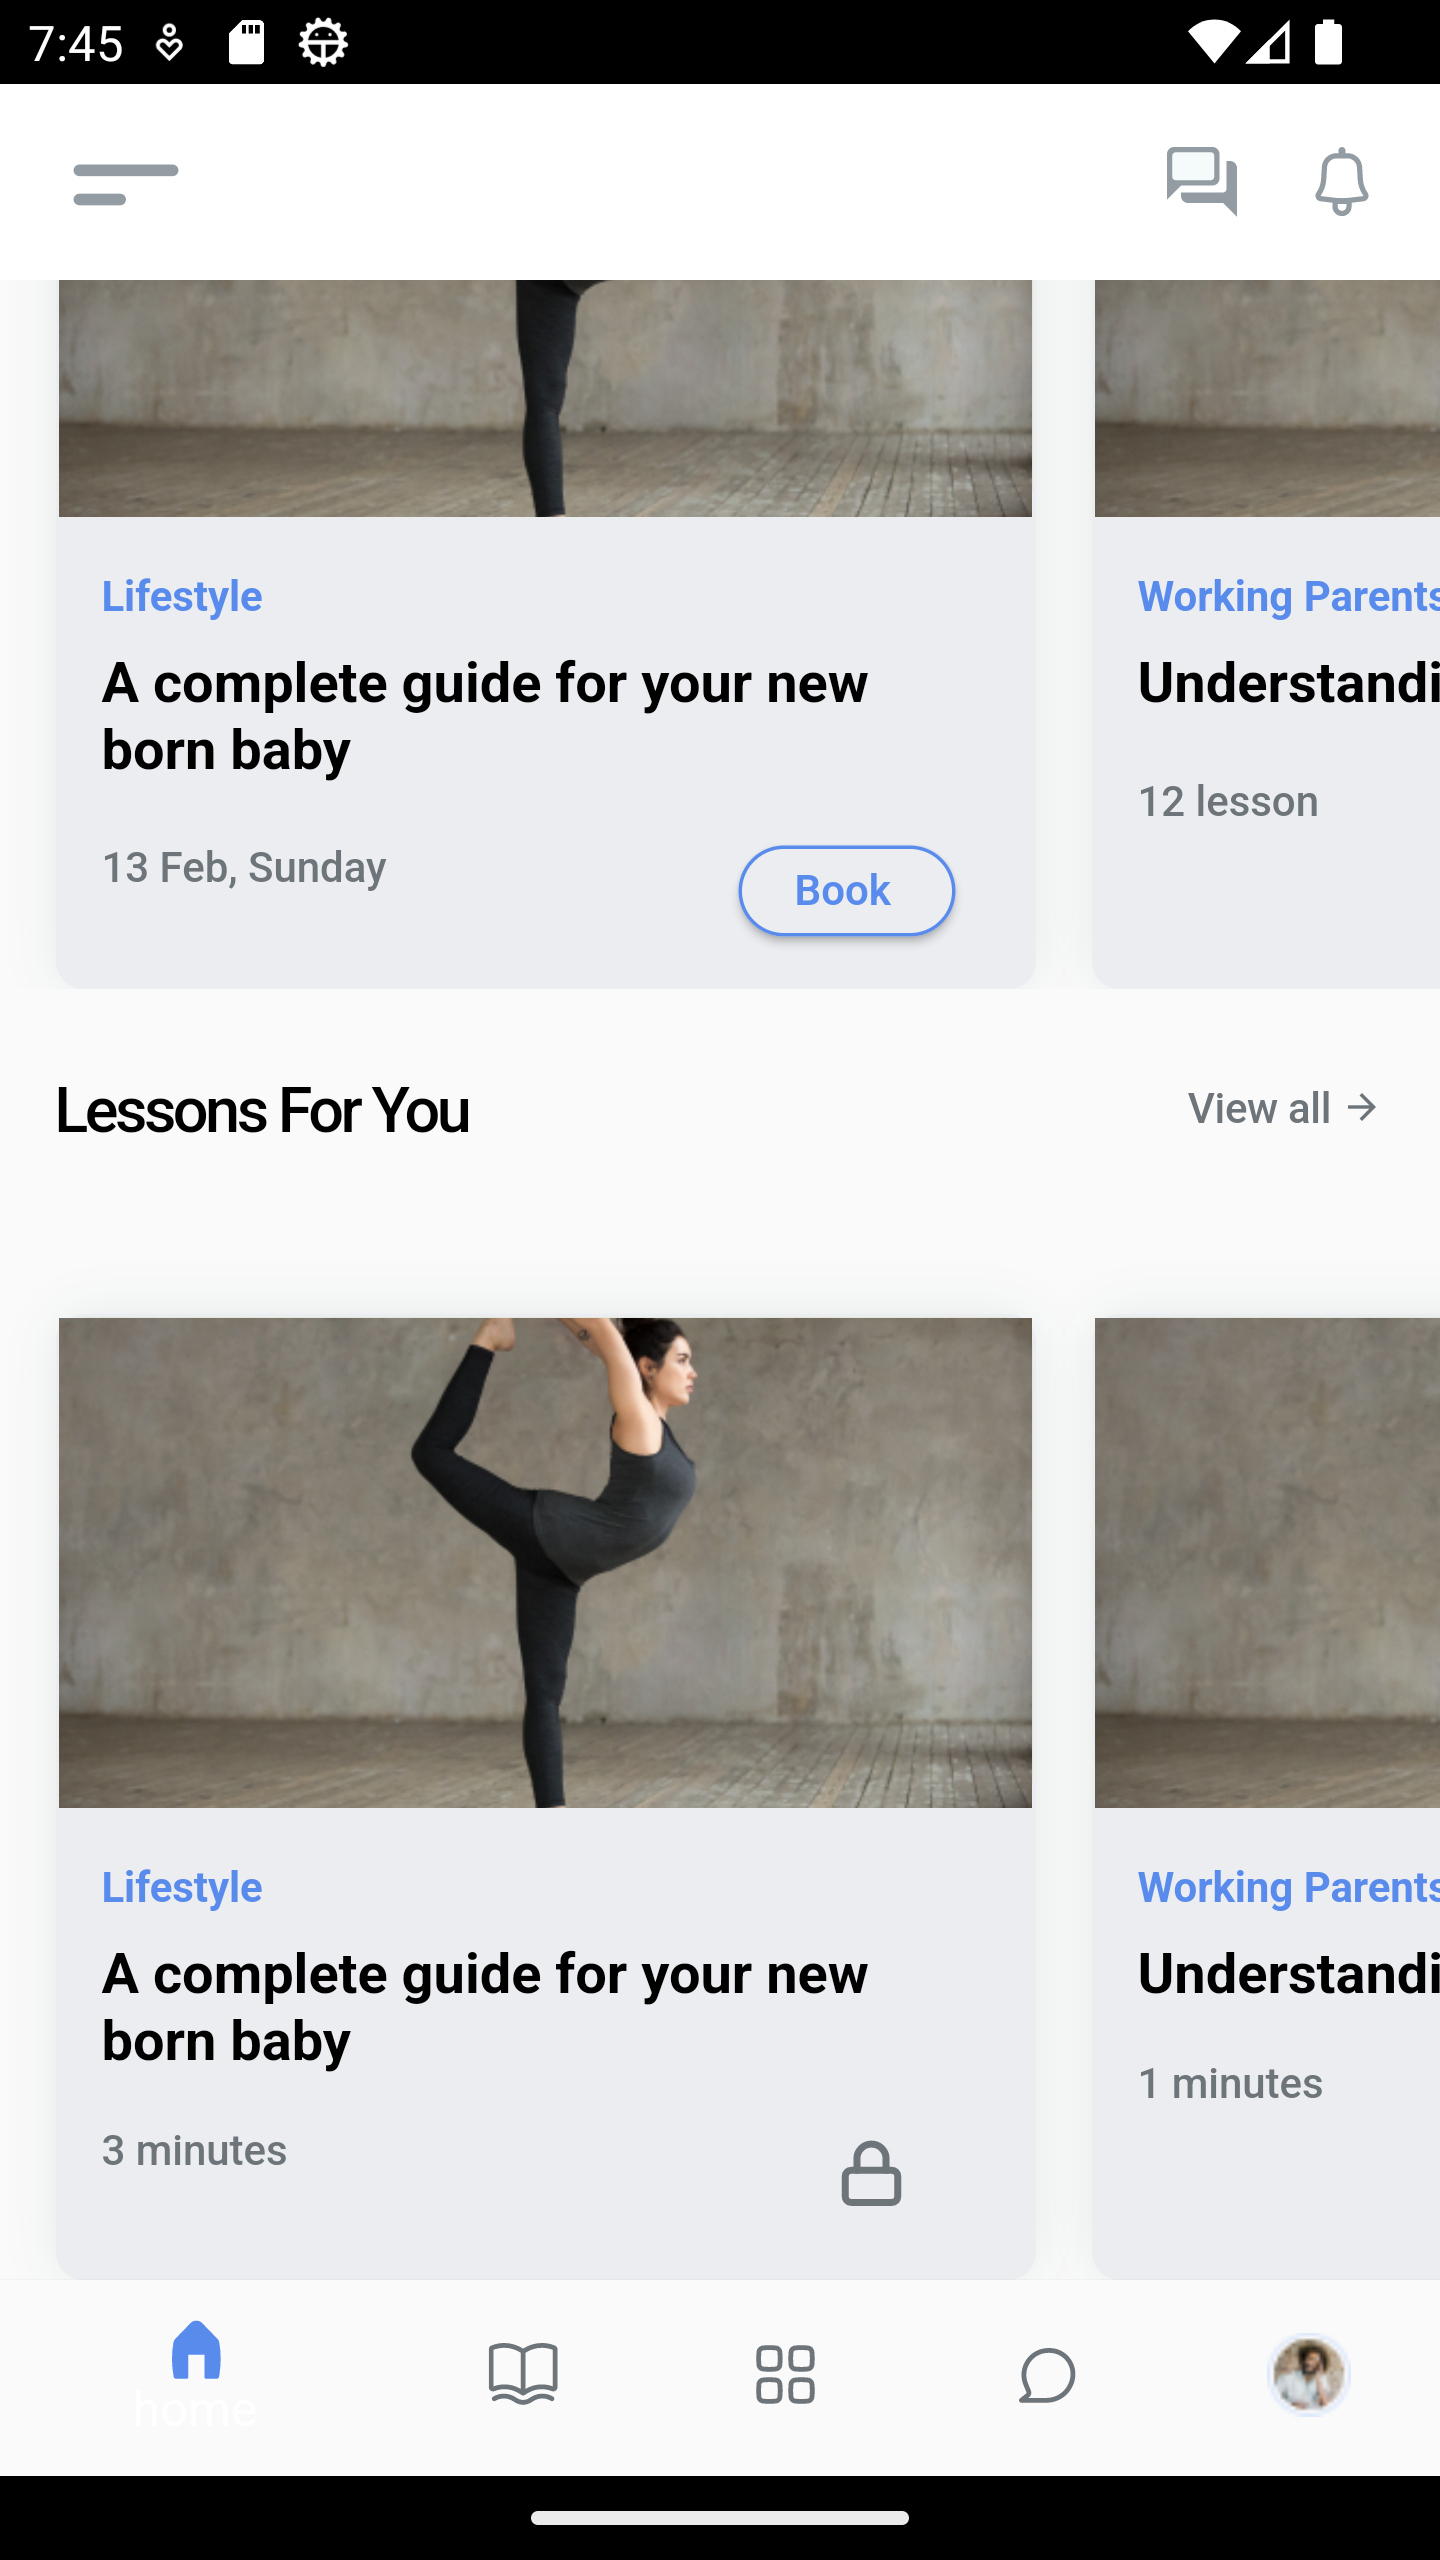 7:45
Lifestyle
A complete guide for your new
born baby
13 Feb, Sunday
Book
Working Parents
Understandi
12 lesson
Lessons For You
View all
Lifestyle
A complete guide for your new
born baby
3 minutes
Working Parents
Understandi
1 minutes
home